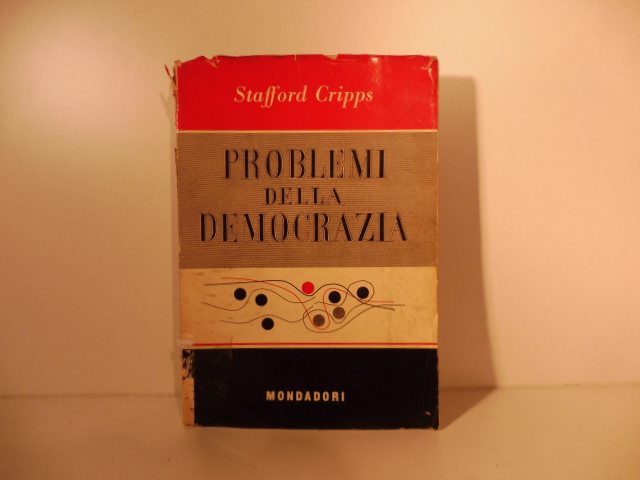 Stafford Cripps
PROBLEMI
DELLA
DEMOCRAZIA
MONDADORI